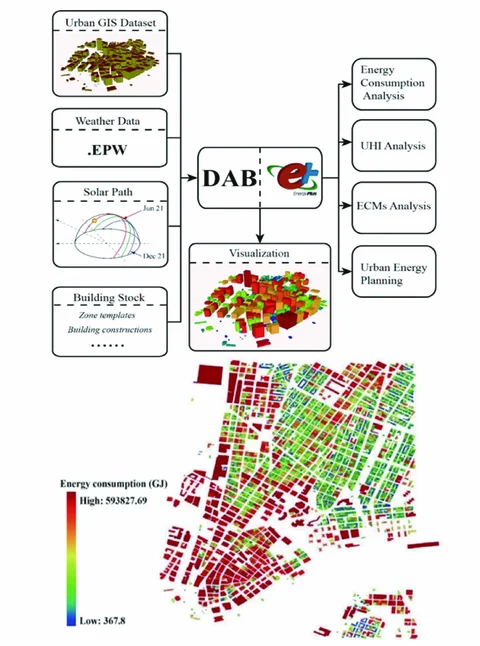 Urban GIS Dataset
Weather Data
.EPW
Solar Path
Jun 21
Dec 21
Building Stock
Zone templates
Building constructions
......
DAB
e+
EnergyPlus
Visualization
Energy
Consumption
Analysis
UHI Analysis
ECMs Analysis
Urban Energy
Planning
Energy consumption (GJ)
High: 593827.69
Low: 367.8